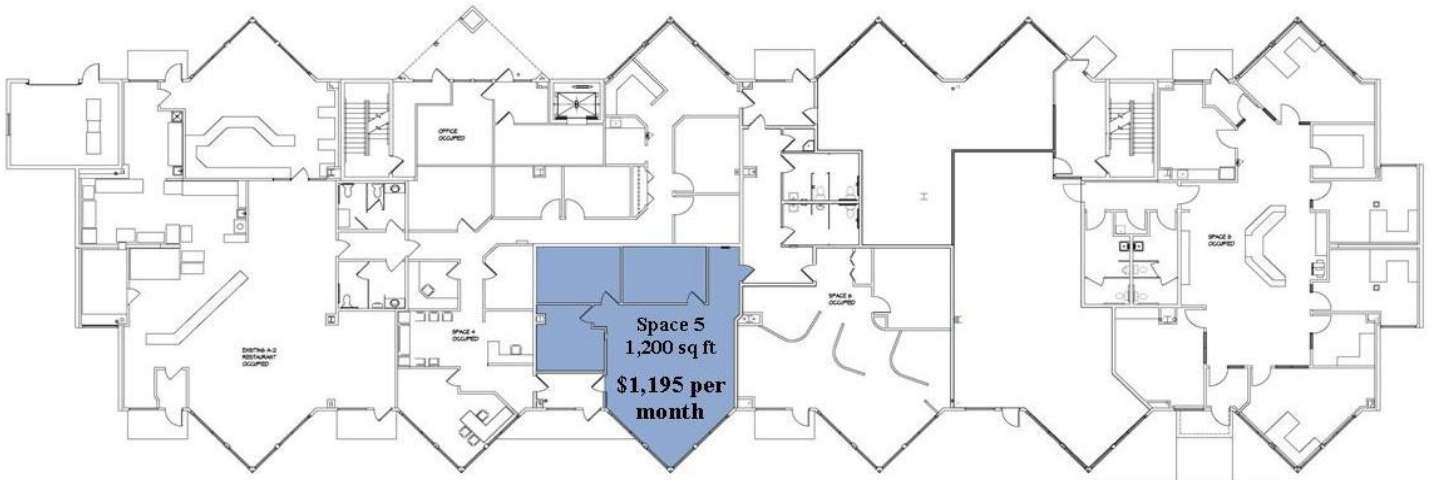 OFFICE
OCCUPIED
SPACE 8
OCCUPIED
SPACE 6
OCCUPIED
Space 5
1,200 sq ft
$1,195 per
month
SPACE 4
OCCUPIED
EXISTING A-2
RESTAURANT
OCCUPIED